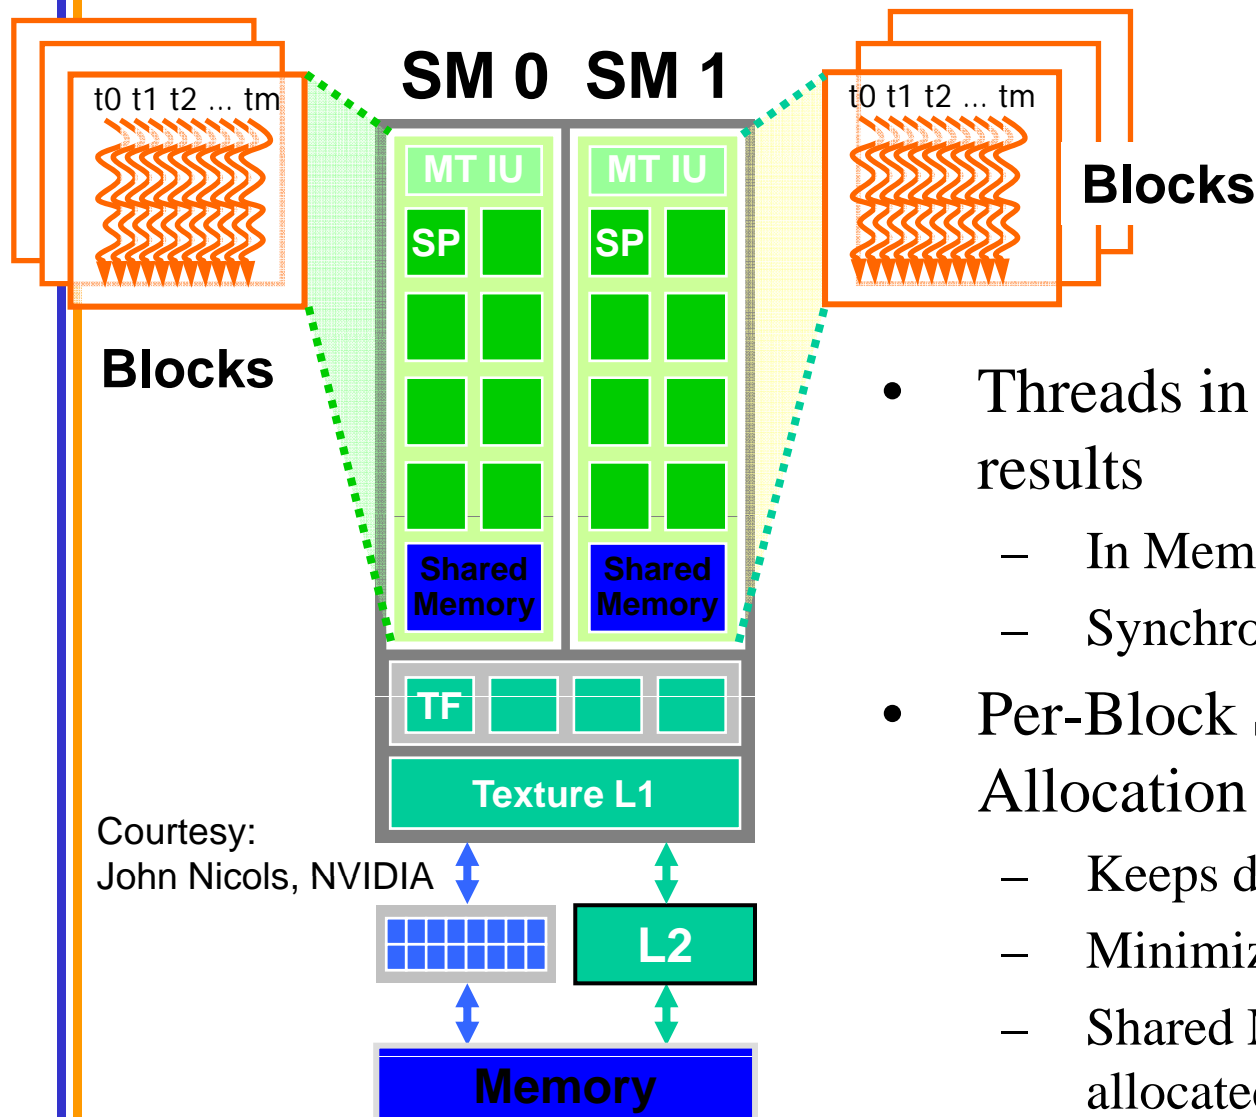 SM 0 SM 1
t0 t1 t2 ... tm
t0 t1 t2 ... tm
MT IU
MT IU
Blocks
SP
SP
Blocks
Shared
Memory
Shared
Memory
TF
Texture L1
Courtesy:
John Nicols, NVIDIA
L2
Memory
• Threads in
results
– In Mem
– Synchro
• Per-Block
Allocation
– Keeps d
– Minimiz
– Shared
allocated